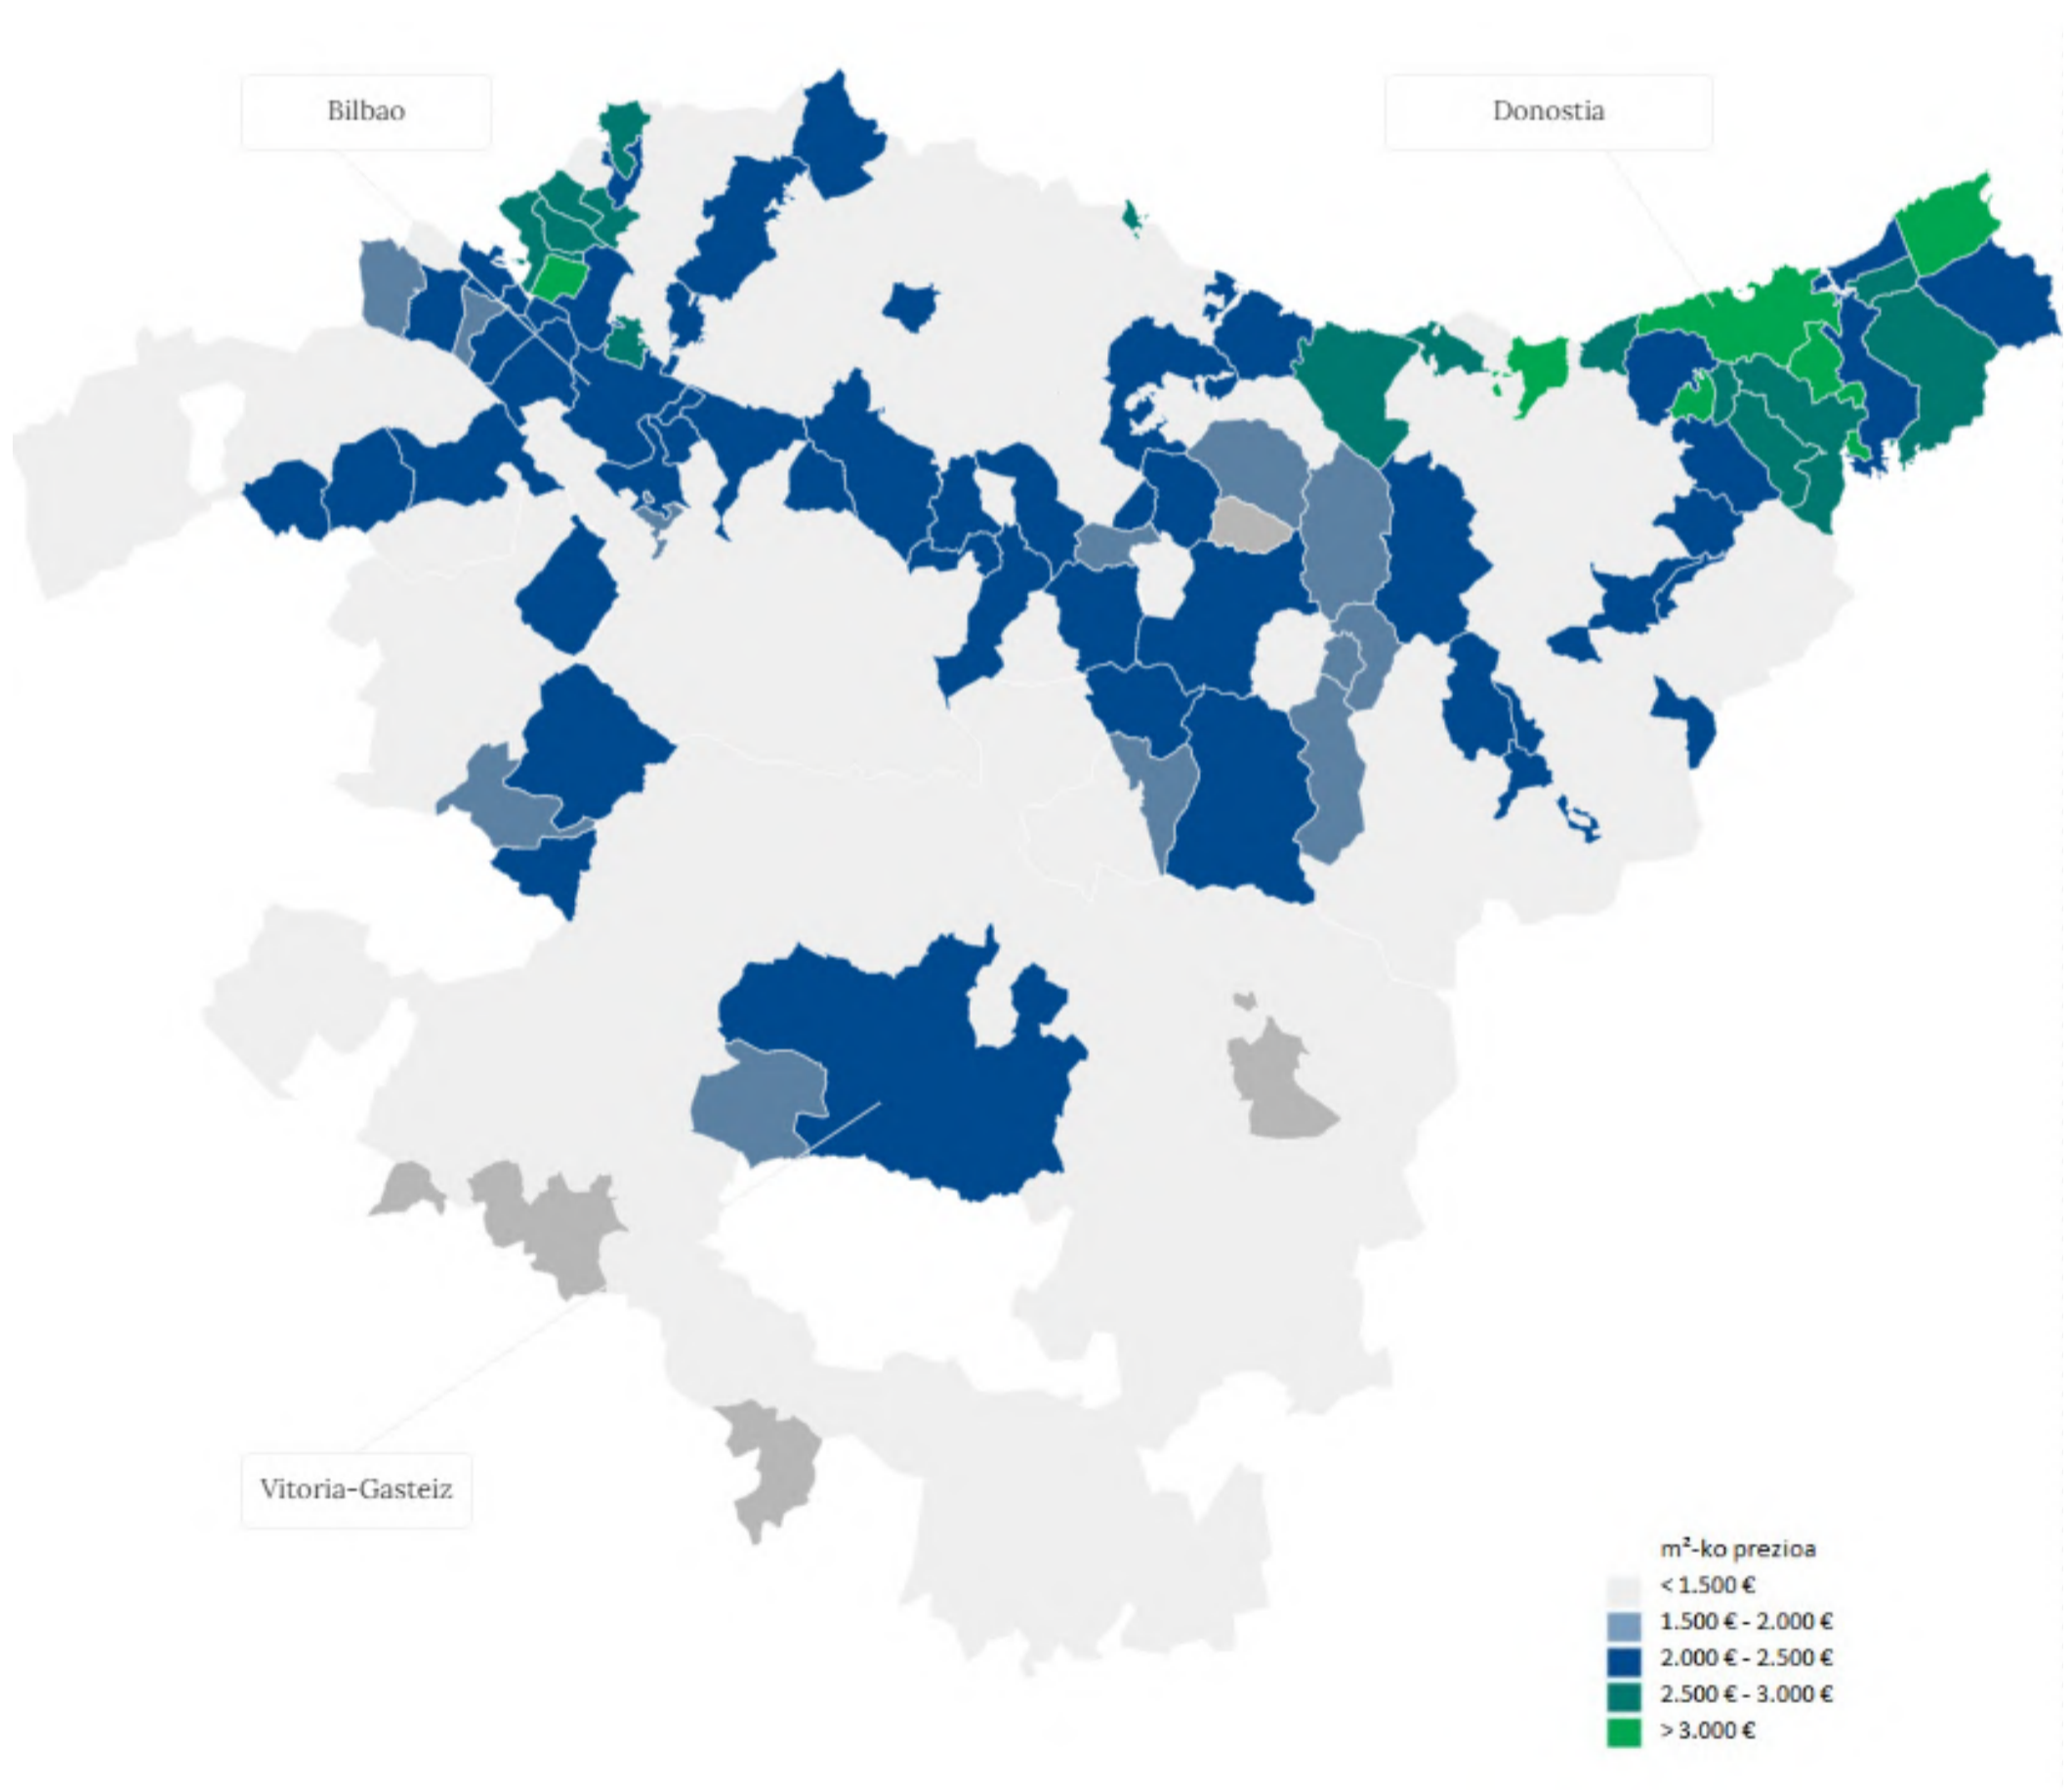 Bilbao
Donostia
Vitoria-Gasteiz
m²-ko prezioa
< 1.500 €
1.500 € - 2.000 €
2.000 € - 2.500 €
2.500 € - 3.000 €
> 3.000 €